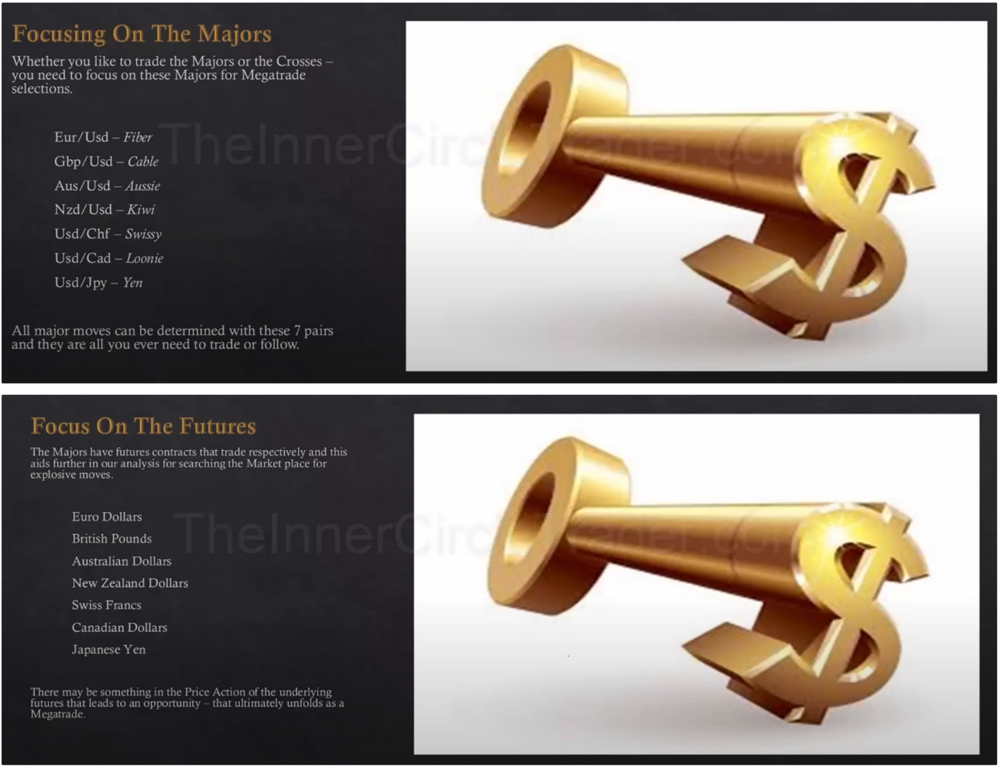 Focusing On The Majors
Whether you like to trade the Majors or the Crosses –
you need to focus on these Majors for Megatrade
selections.
Eur/Usd – Fiber
Gbp/Usd – Cable
Aus/Usd – Aussie
Nzd/Usd – Kiwi
Usd/Chf – Swissy
Usd/Cad – Loonie
Usd/Jpy – Yen
All major moves can be determined with these 7 pairs
and they are all you ever need to trade or follow.
TheInnerCircleTrader.com
Focus On The Futures
The Majors have futures contracts that trade respectively and this
aids further in our analysis for searching the Market place for
explosive moves.
Euro Dollars
British Pounds
Australian Dollars
New Zealand Dollars
Swiss Francs
Canadian Dollars
Japanese Yen
There may be something in the Price Action of the underlying
futures that leads to an opportunity – that ultimately unfolds as a
Megatrade.
TheInnerCircleTrader.com